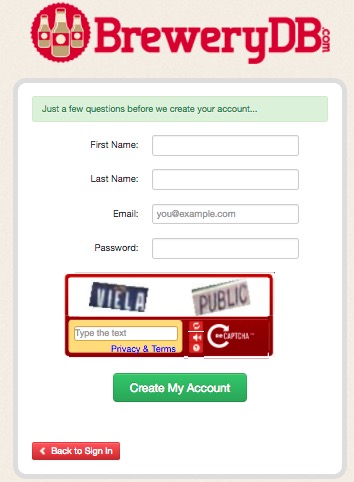 BreweryDB.com
Just a few questions before we create your account...
First Name:
Last Name:
Email: you@example.com
Password:
VIELA PUBLIC
Type the text
Privacy & Terms
reCAPTCHA™
Create My Account
Back to Sign In